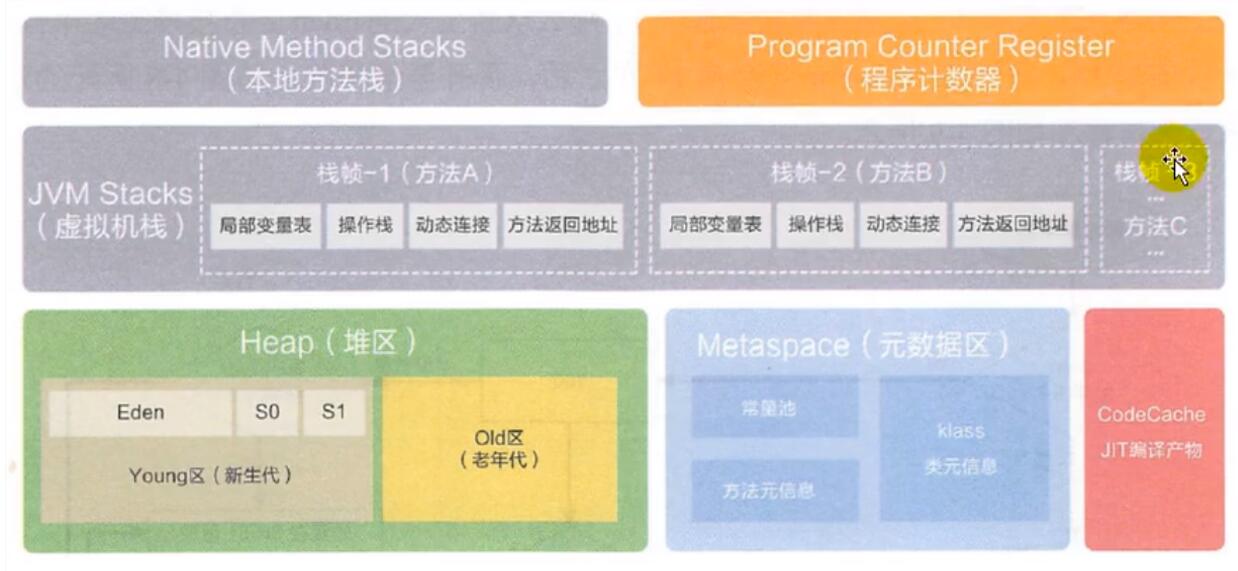 Native Method Stacks
（本地方法栈）
Program Counter Register
（程序计数器）
JVM Stacks
（虚拟机栈）
栈帧-1（方法A）
局部变量表
操作栈
动态连接
方法返回地址
栈帧-2（方法B）
局部变量表
操作栈
动态连接
方法返回地址
栈帧-3
...
方法C
...
Heap（堆区）
Eden
S0
S1
Young区（新生代）
Old区
（老年代）
Metaspace（元数据区）
常量池
方法元信息
klass
类元信息
CodeCache
JIT编译产物